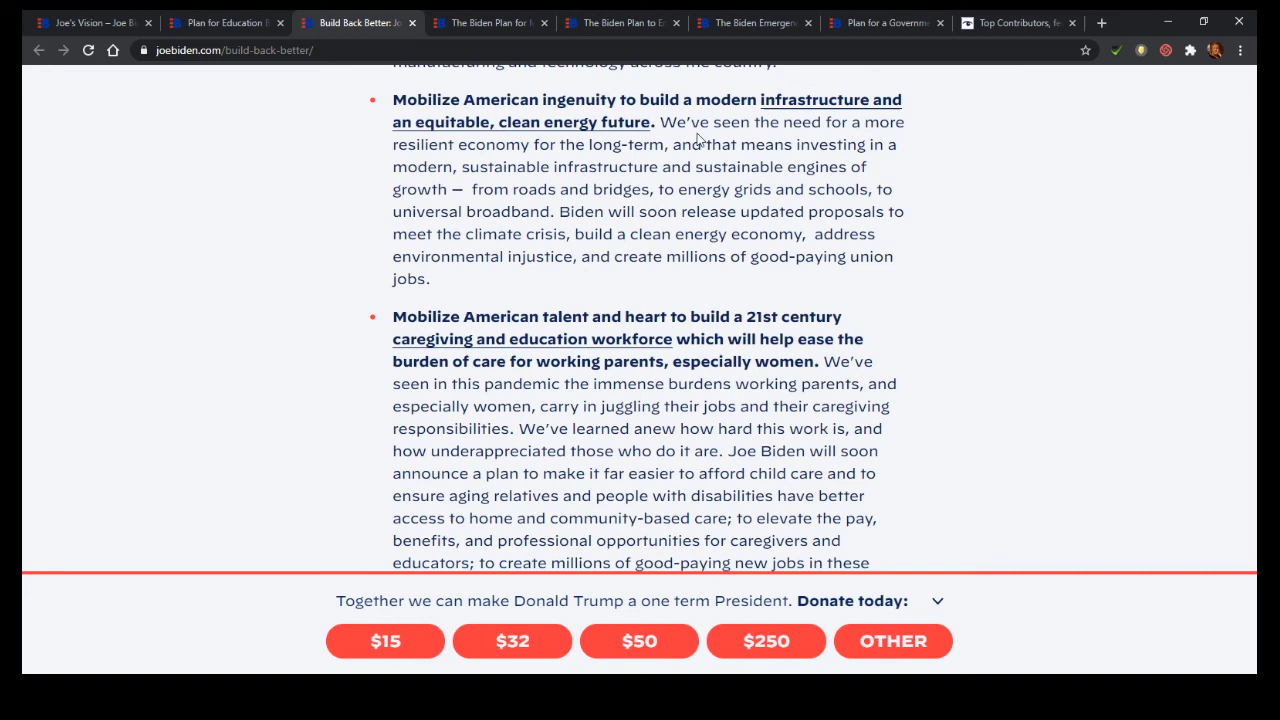 Joe's Vision – Joe Bi
Plan for Education B
Build Back Better: Jo
The Biden Plan for M
The Biden Plan to En
The Biden Emergenc
Plan for a Governme
Top Contributors, fe
joebiden.com/build-back-better/
manufacturing and technology across the country.
• Mobilize American ingenuity to build a modern infrastructure and
an equitable, clean energy future. We've seen the need for a more
resilient economy for the long-term, and that means investing in a
modern, sustainable infrastructure and sustainable engines of
growth — from roads and bridges, to energy grids and schools, to
universal broadband. Biden will soon release updated proposals to
meet the climate crisis, build a clean energy economy, address
environmental injustice, and create millions of good-paying union
jobs.
• Mobilize American talent and heart to build a 21st century
caregiving and education workforce which will help ease the
burden of care for working parents, especially women. We've
seen in this pandemic the immense burdens working parents, and
especially women, carry in juggling their jobs and their caregiving
responsibilities. We've learned anew how hard this work is, and
how underappreciated those who do it are. Joe Biden will soon
announce a plan to make it far easier to afford child care and to
ensure aging relatives and people with disabilities have better
access to home and community-based care; to elevate the pay,
benefits, and professional opportunities for caregivers and
educators; to create millions of good-paying new jobs in these
Together we can make Donald Trump a one term President. Donate today:
$15 $32 $50 $250 OTHER